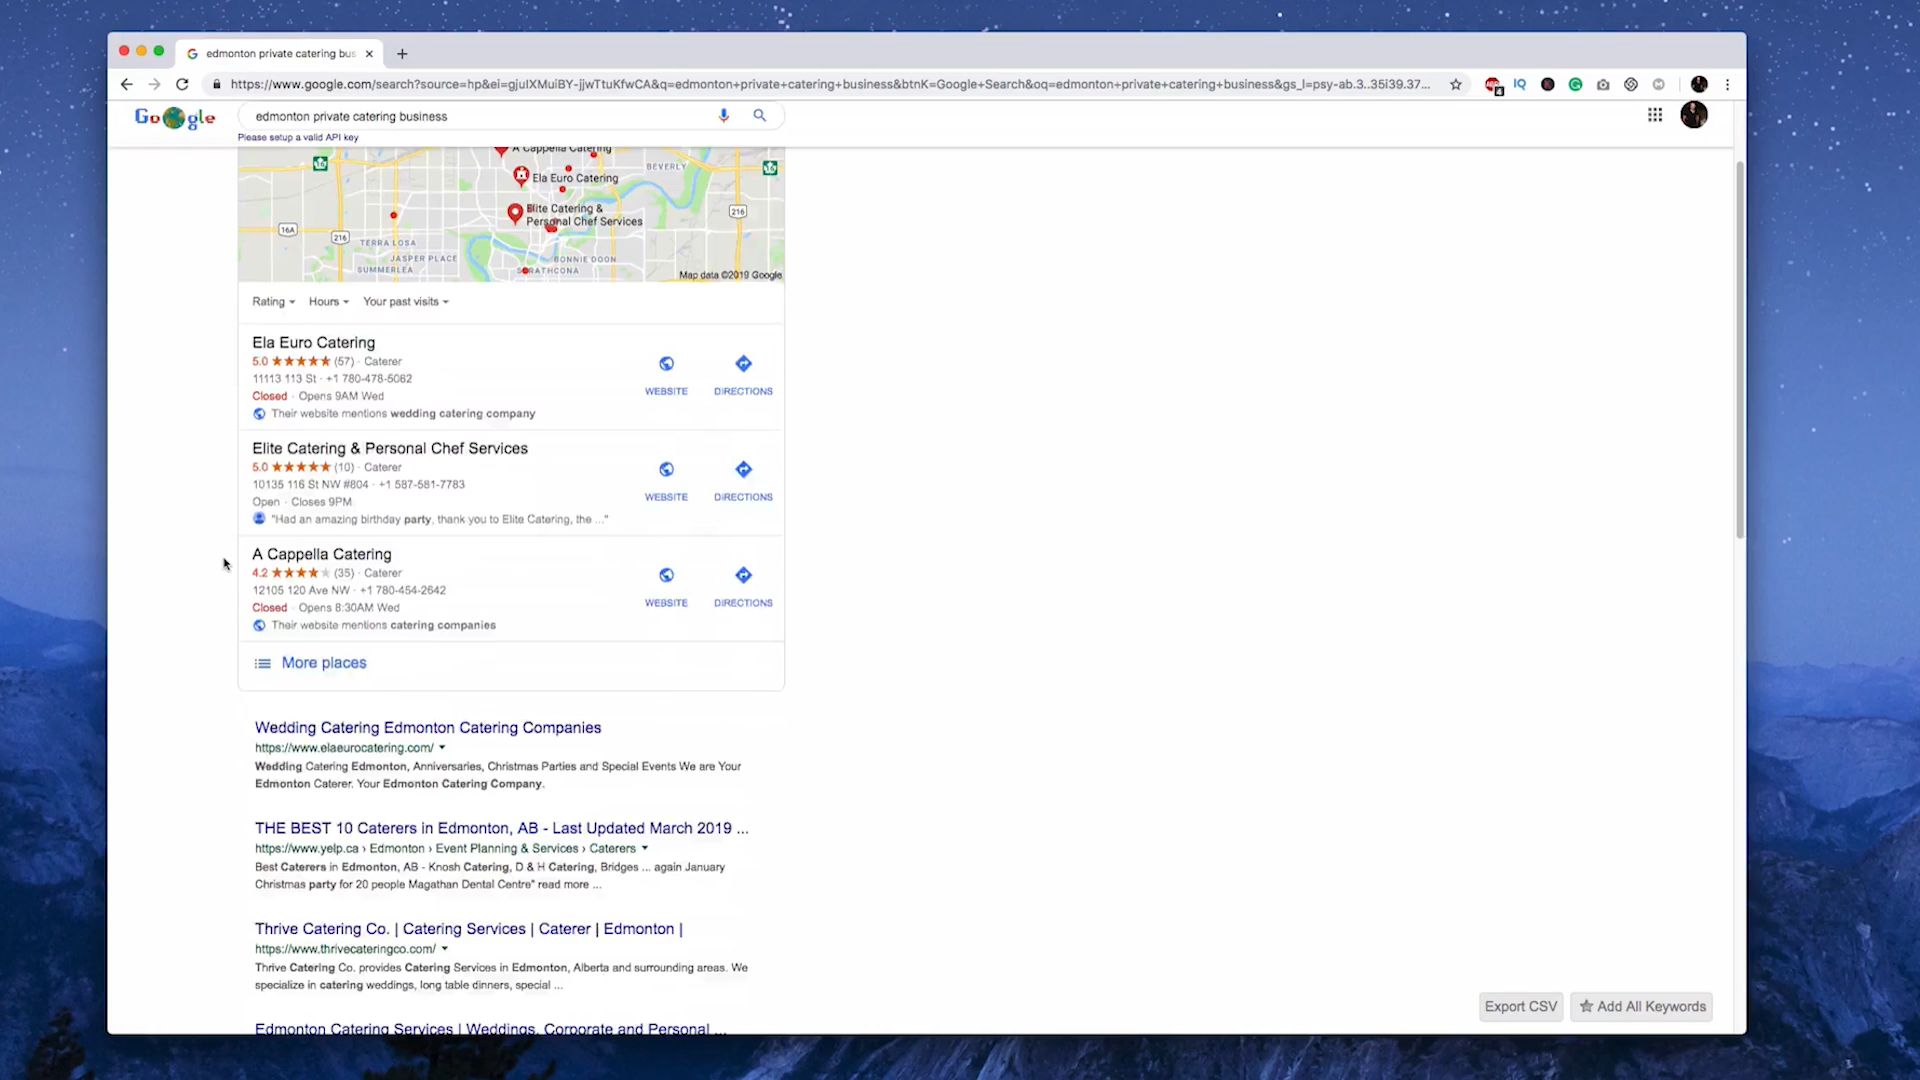 edmonton private catering bus
https://www.google.com/search?source=hp&ei=gjuIXMuiBY-jjwTtuKfwCA&q=edmonton+private+catering+business&btnK=Google+Search&oq=edmonton+private+catering+business&gs_l=psy-ab.3..35i39.37...
Google
edmonton private catering business
Please setup a valid API key
A Cappella Catering
BEVERLY
Ela Euro Catering
Elite Catering &
Personal Chef Services
216
16A
216
TERRA LOSA
JASPER PLACE
BONNIE DOON
SUMMERLEA
STRATHCONA
Map data ©2019 Google
Rating Hours Your past visits
Ela Euro Catering
5.0 (57) · Caterer
11113 113 St · +1 780-478-5062
Closed · Opens 9AM Wed
Their website mentions wedding catering company
WEBSITE DIRECTIONS
Elite Catering & Personal Chef Services
5.0 (10) · Caterer
10135 116 St NW #804 · +1 587-581-7783
Open · Closes 9PM
"Had an amazing birthday party, thank you to Elite Catering, the ..."
WEBSITE DIRECTIONS
A Cappella Catering
4.2 (35) · Caterer
12105 120 Ave NW · +1 780-454-2642
Closed · Opens 8:30AM Wed
Their website mentions catering companies
WEBSITE DIRECTIONS
More places
Wedding Catering Edmonton Catering Companies
https://www.elaeurocatering.com/
Wedding Catering Edmonton, Anniversaries, Christmas Parties and Special Events We are Your
Edmonton Caterer. Your Edmonton Catering Company.
THE BEST 10 Caterers in Edmonton, AB - Last Updated March 2019 ...
https://www.yelp.ca › Edmonton › Event Planning & Services › Caterers
Best Caterers in Edmonton, AB - Knosh Catering, D & H Catering, Bridges ... again January
Christmas party for 20 people Magathan Dental Centre" read more ...
Thrive Catering Co. | Catering Services | Caterer | Edmonton |
https://www.thrivecateringco.com/
Thrive Catering Co. provides Catering Services in Edmonton, Alberta and surrounding areas. We
specialize in catering weddings, long table dinners, special ...
Edmonton Catering Services | Weddings, Corporate and Personal ...
Export CSV Add All Keywords